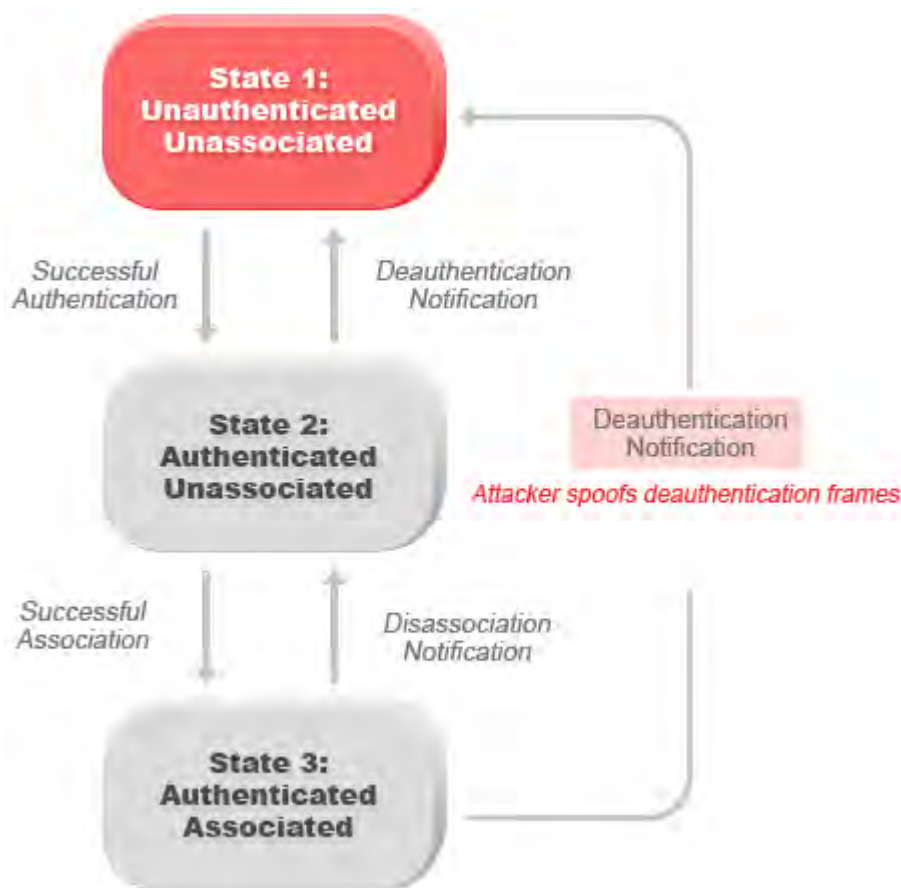 State 1:
Unauthenticated
Unassociated
Successful
Authentication
Deauthentication
Notification
State 2:
Authenticated
Unassociated
Deauthentication
Notification
Attacker spoofs deauthentication frames
Successful
Association
Disassociation
Notification
State 3:
Authenticated
Associated